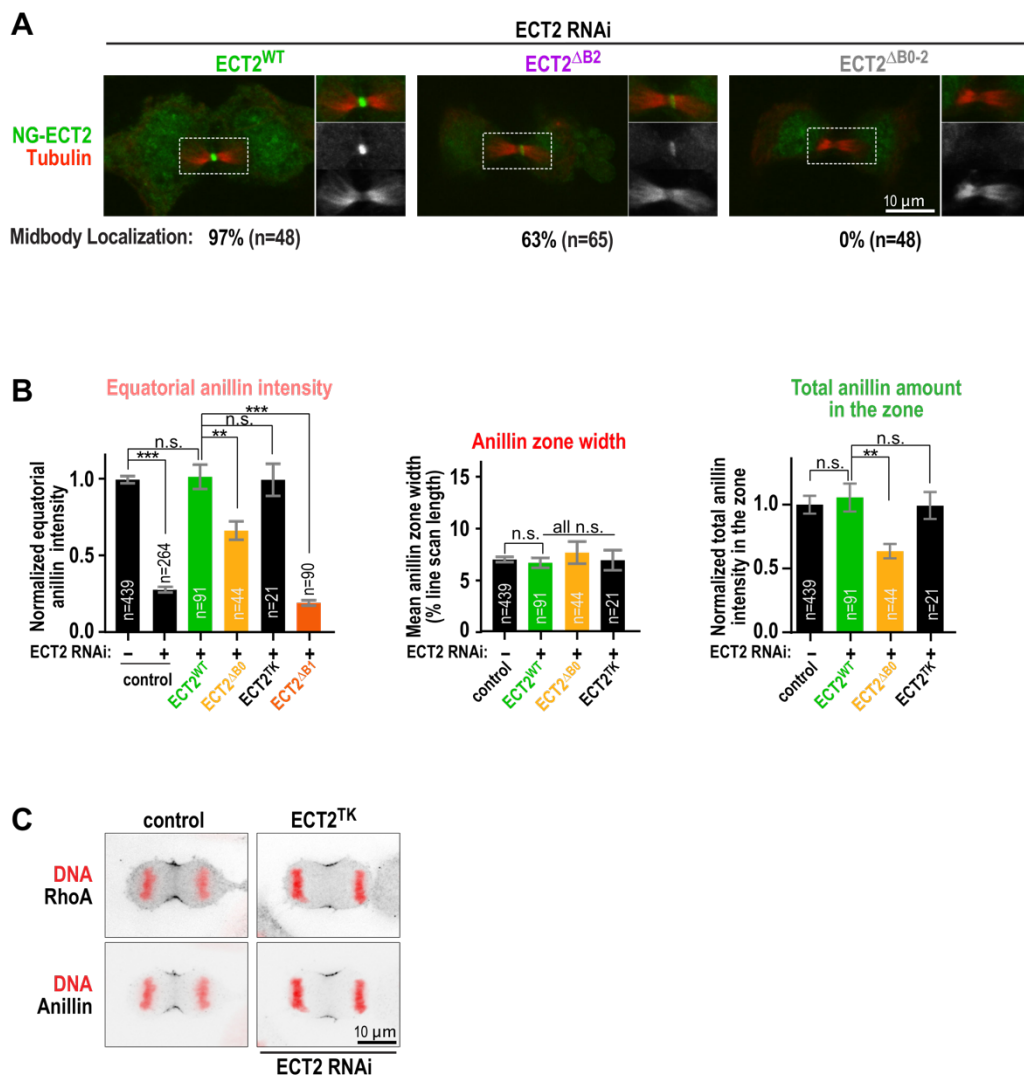 A
ECT2 RNAi
ECT2WT
ECT2ΔB2
ECT2ΔB0-2
NG-ECT2
Tubulin
10 µm
Midbody Localization: 97% (n=48) 63% (n=65) 0% (n=48)
B
Equatorial anillin intensity
Normalized equatorial
anillin intensity
1.0
0.5
0.0
n.s.
***
n.s.
**
***
n=439
n=264
n=91
n=44
n=21
n=90
ECT2 RNAi: – + + + + +
control
ECT2WT
ECT2ΔB0
ECT2TK
ECT2ΔB1
Anillin zone width
Mean anillin zone width
(% line scan length)
15
10
5
0
n.s.
all n.s.
n=439
n=91
n=44
n=21
ECT2 RNAi: – + + +
control
ECT2WT
ECT2ΔB0
ECT2TK
Total anillin amount
in the zone
Normalized total anillin
intensity in the zone
1.0
0.5
0.0
n.s.
n.s.
**
n=439
n=91
n=44
n=21
ECT2 RNAi: – + + +
control
ECT2WT
ECT2ΔB0
ECT2TK
C
control
ECT2TK
DNA
RhoA
DNA
Anillin
10 µm
ECT2 RNAi